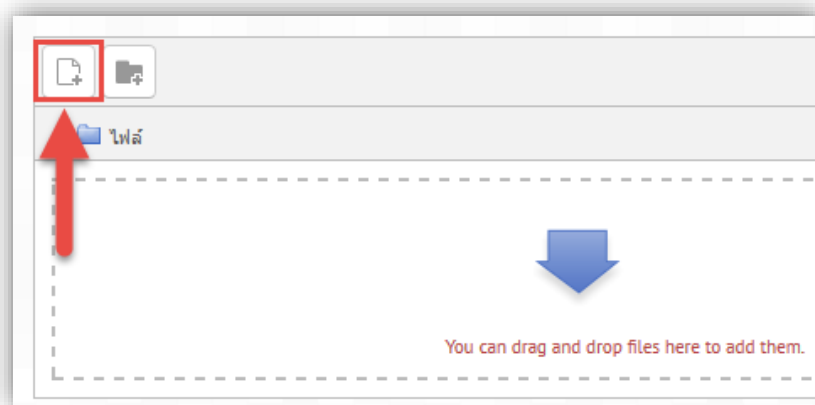 ไฟล์
You can drag and drop files here to add them.